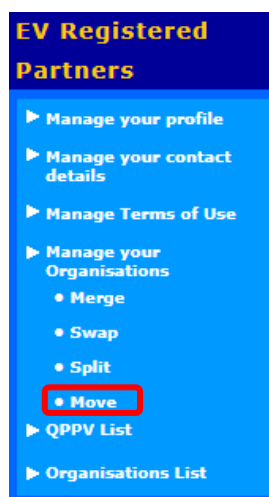 EV Registered
Partners
Manage your profile
Manage your contact
details
Manage Terms of Use
Manage your
Organisations
Merge
Swap
Split
Move
QPPV List
Organisations List